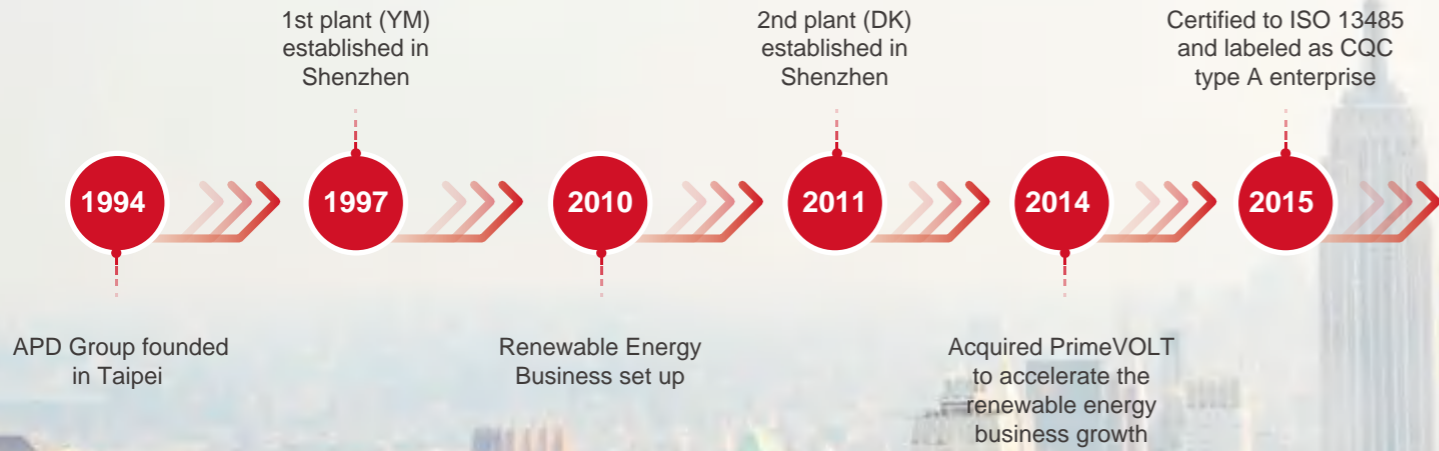 1st plant (YM)
established in
Shenzhen
2nd plant (DK)
established in
Shenzhen
Certified to ISO 13485
and labeled as CQC
type A enterprise
1994
1997
2010
2011
2014
2015
APD Group founded
in Taipei
Renewable Energy
Business set up
Acquired PrimeVOLT
to accelerate the
renewable energy
business growth